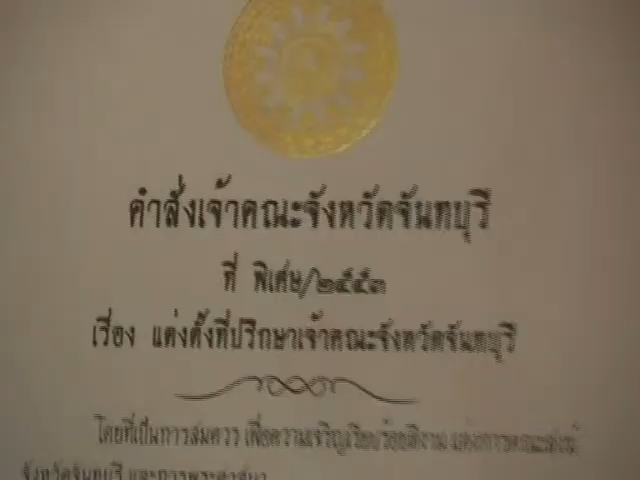 คำสั่งเจ้าคณะจังหวัดจันทบุรี
ที่ พิเศษ/๒๕๕๓
เรื่อง แต่งตั้งที่ปรึกษาเจ้าคณะจังหวัดจันทบุรี
โดยที่เป็นการสมควร เพื่อความเจริญเรียบร้อยดีงาม แห่งการคณะสงฆ์
จังหวัดจันทบุรี และการพระศาสนา